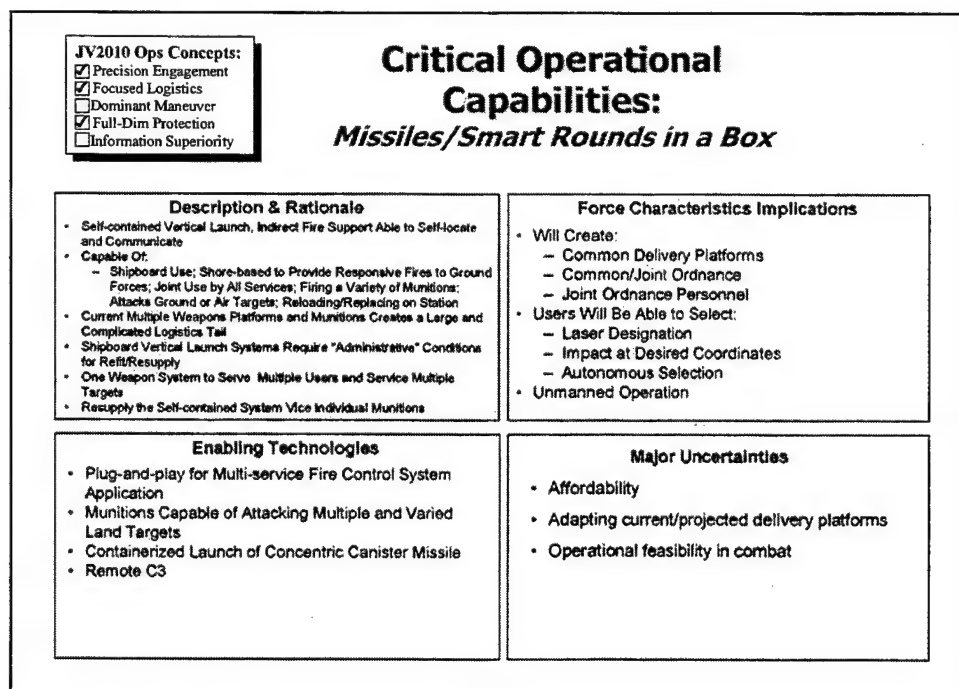 JV2010 Ops Concepts:
☑ Precision Engagement
☑ Focused Logistics
☐ Dominant Maneuver
☑ Full-Dim Protection
☐ Information Superiority
Critical Operational
Capabilities:
Missiles/Smart Rounds in a Box
Description & Rationale
• Self-contained Vertical Launch, Indirect Fire Support Able to Self-locate
and Communicate
• Capable Of:
– Shipboard Use; Shore-based to Provide Responsive Fires to Ground
Forces; Joint Use by All Services; Firing a Variety of Munitions;
Attacks Ground or Air Targets; Reloading/Replacing on Station
• Current Multiple Weapons Platforms and Munitions Creates a Large and
Complicated Logistics Tail
• Shipboard Vertical Launch Systems Require "Administrative" Conditions
for Refit/Resupply
• One Weapon System to Serve Multiple Users and Service Multiple
Targets
• Resupply the Self-contained System Vice Individual Munitions
Force Characteristics Implications
• Will Create:
– Common Delivery Platforms
– Common/Joint Ordnance
– Joint Ordnance Personnel
• Users Will Be Able to Select:
– Laser Designation
– Impact at Desired Coordinates
– Autonomous Selection
• Unmanned Operation
Enabling Technologies
• Plug-and-play for Multi-service Fire Control System
Application
• Munitions Capable of Attacking Multiple and Varied
Land Targets
• Containerized Launch of Concentric Canister Missile
• Remote C3
Major Uncertainties
• Affordability
• Adapting current/projected delivery platforms
• Operational feasibility in combat